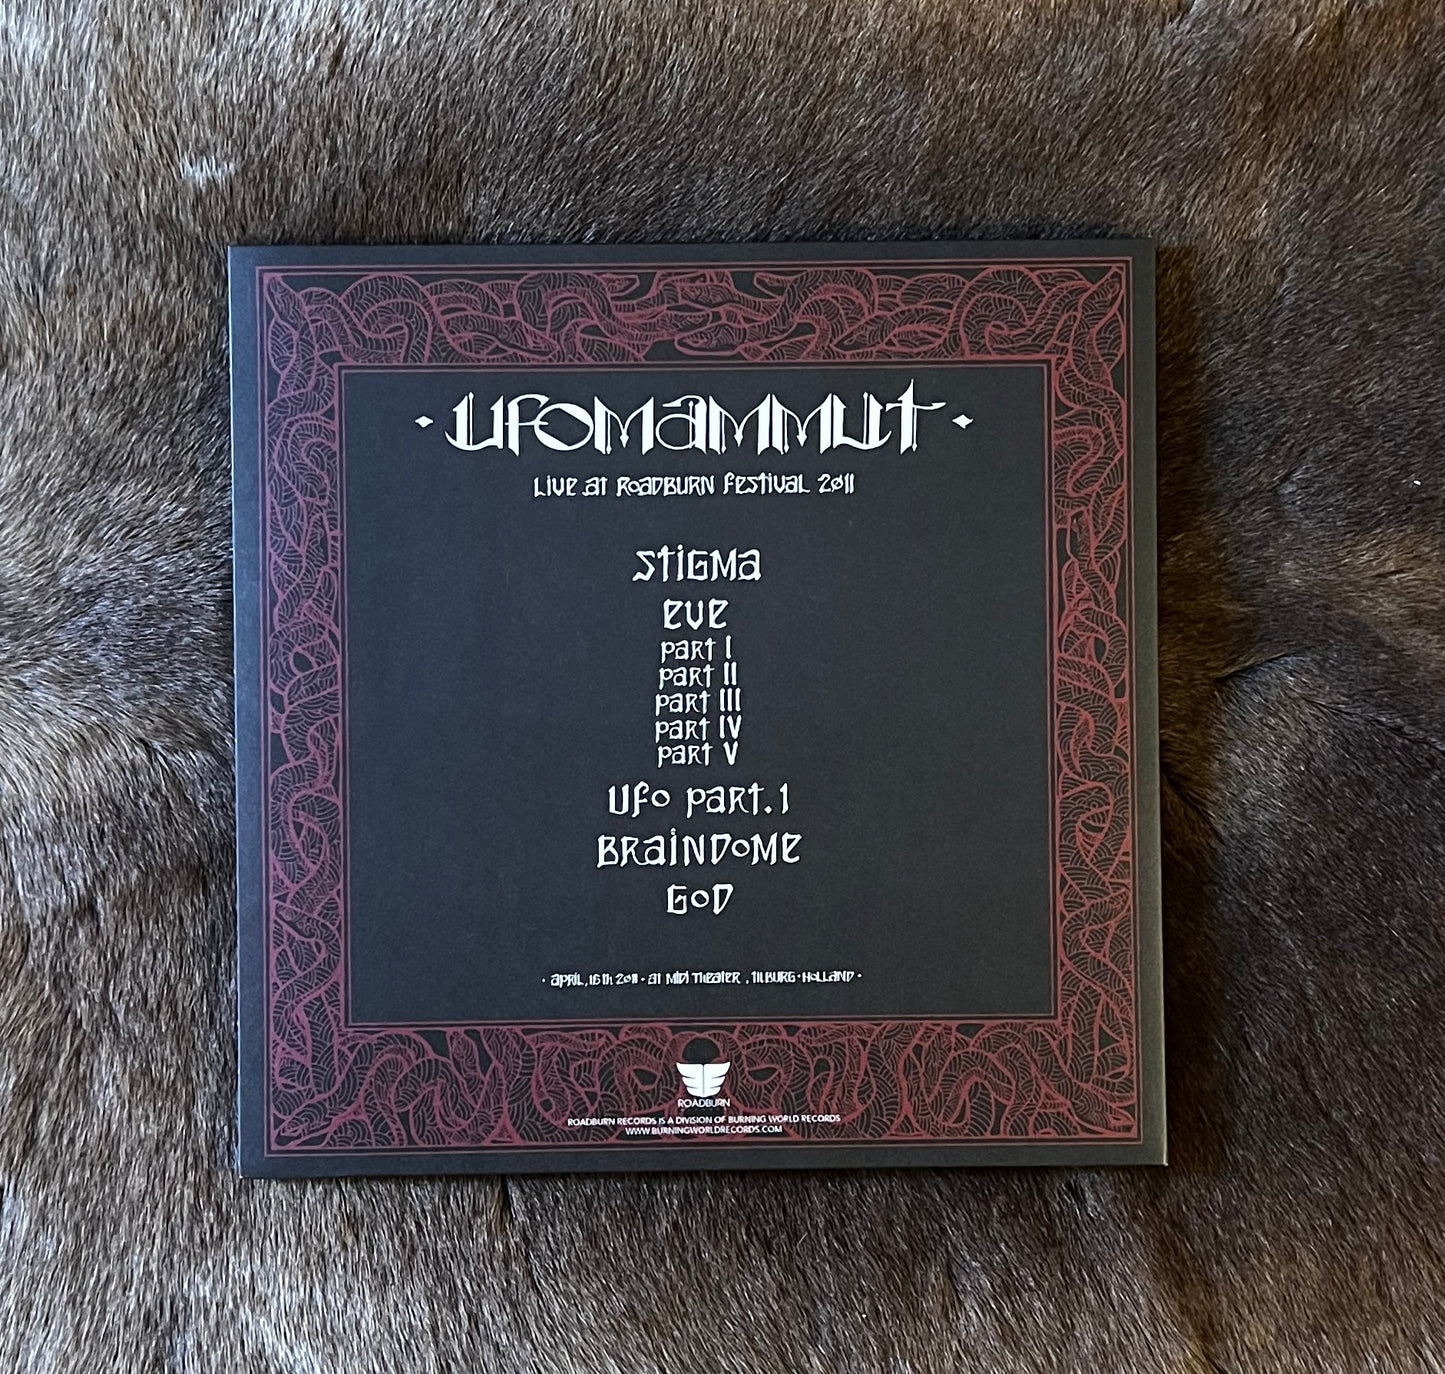 · UFOMAMMUT ·
LIVE AT ROADBURN FESTIVAL 2011
STIGMA
EVE
PART I
PART II
PART III
PART IV
PART V
UFO PART.1
BRAINDOME
GOD
· APRIL, 16TH 2011 · AT MIDI THEATER , TILBURG · HOLLAND ·
ROADBURN
ROADBURN RECORDS IS A DIVISION OF BURNING WORLD RECORDS
WWW.BURNINGWORLDRECORDS.COM